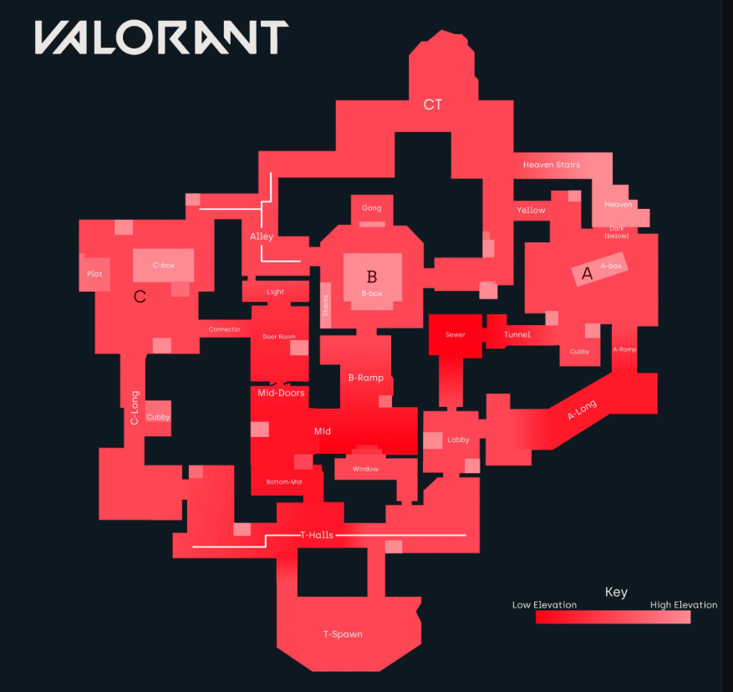 VALORANT
CT
Heaven Stairs
Heaven
Yellow
Dark
(below)
Gong
Alley
A
A-box
B
B-box
C-box
Plat
C
Light
Stacks
Connector
Door Room
Sewer
Tunnel
Cubby
A-Ramp
B-Ramp
Mid-Doors
C-Long
Cubby
A-Long
Mid
Lobby
Window
Bottom-Mid
T-Halls
T-Spawn
Key
Low Elevation
High Elevation